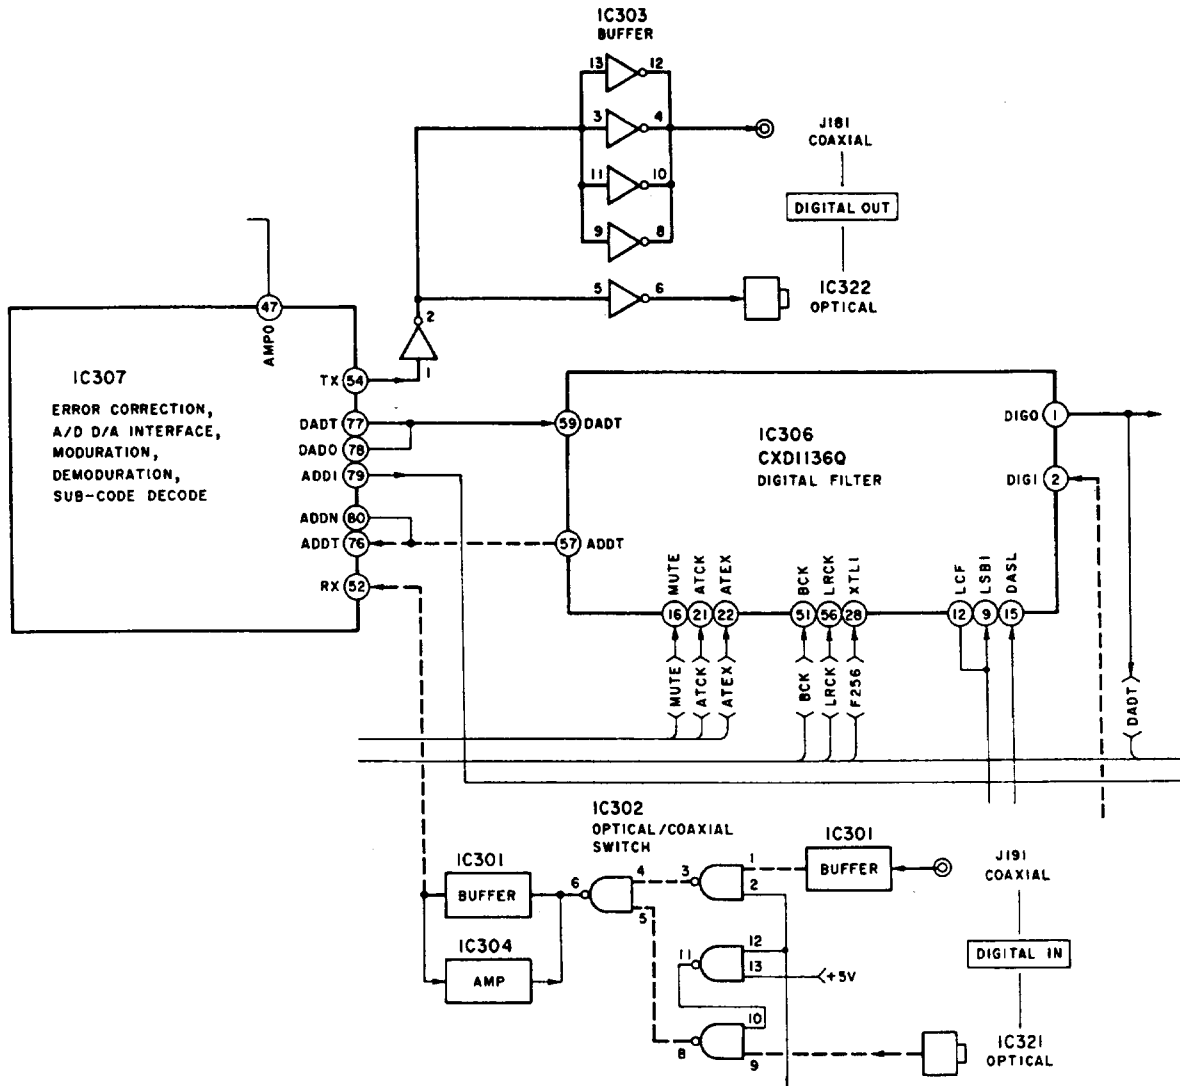 IC303
BUFFER
13
12
3
4
11
10
9
8
5
6
J181
COAXIAL
DIGITAL OUT
IC322
OPTICAL
47
AMPO
2
1
IC307
ERROR CORRECTION,
A/D D/A INTERFACE,
MODURATION,
DEMODURATION,
SUB-CODE DECODE
TX 54
DADT 77
DADO 78
ADDI 79
ADDN 80
ADDT 76
RX 52
59 DADT
57 ADDT
IC306
CXD1136Q
DIGITAL FILTER
DIGO 1
DIGI 2
MUTE ATCK ATEX BCK LRCK XTLI LCF LSBI DASL
16 21 22 51 56 28 12 9 15
MUTE ATCK ATEX BCK LRCK F256 DADT
IC302
OPTICAL/COAXIAL
SWITCH
IC301
BUFFER
IC304
AMP
6
4
5
3
1
2
IC301
BUFFER
11
12
13
+5V
8
10
9
J191
COAXIAL
DIGITAL IN
IC321
OPTICAL